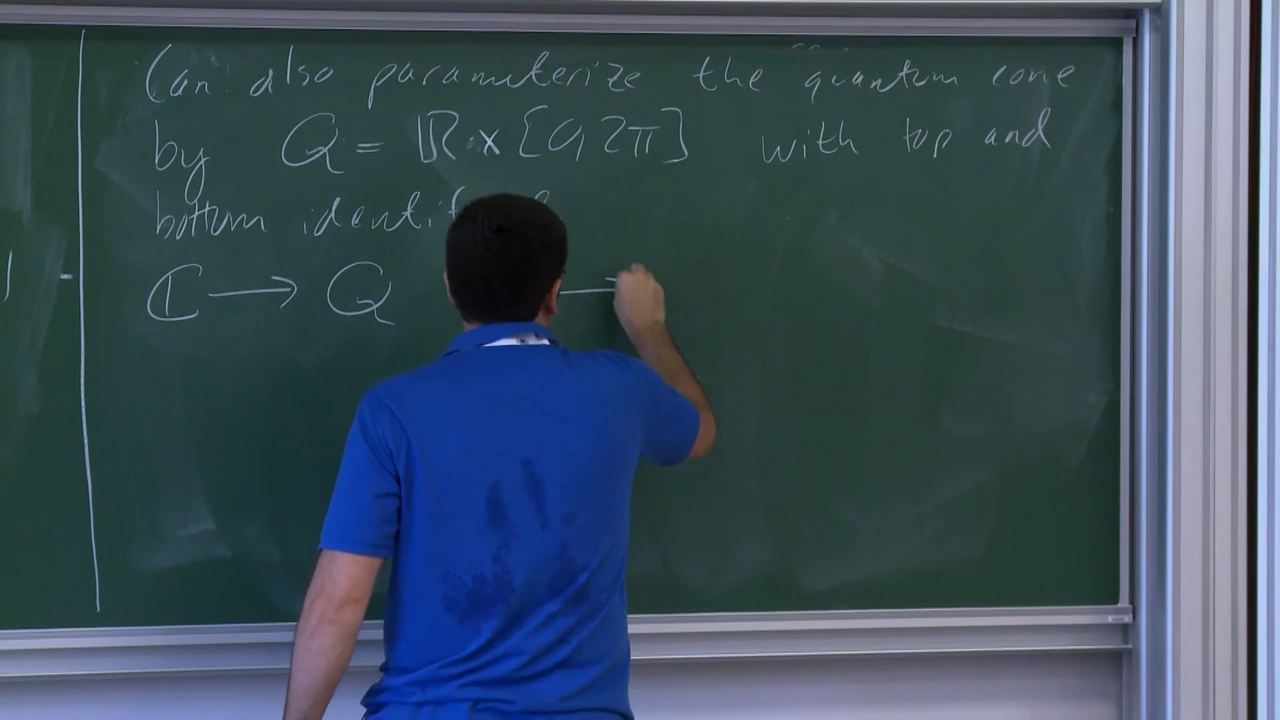 Can also parameterize the quantum cone
by Q = ℝ × [0, 2π] with top and
bottom identif
ℂ → Q →